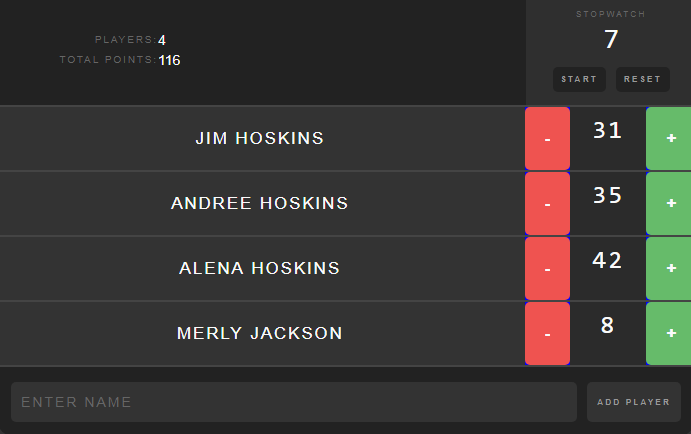 PLAYERS: 4
TOTAL POINTS: 116
STOPWATCH
7
START RESET
JIM HOSKINS - 31 +
ANDREE HOSKINS - 35 +
ALENA HOSKINS - 42 +
MERLY JACKSON - 8 +
ENTER NAME ADD PLAYER